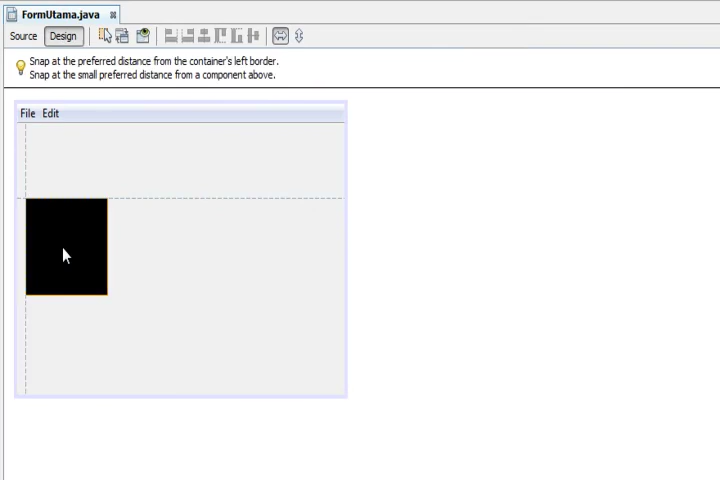 FormUtama.java
Source Design
Snap at the preferred distance from the container's left border.
Snap at the small preferred distance from a component above.
File Edit